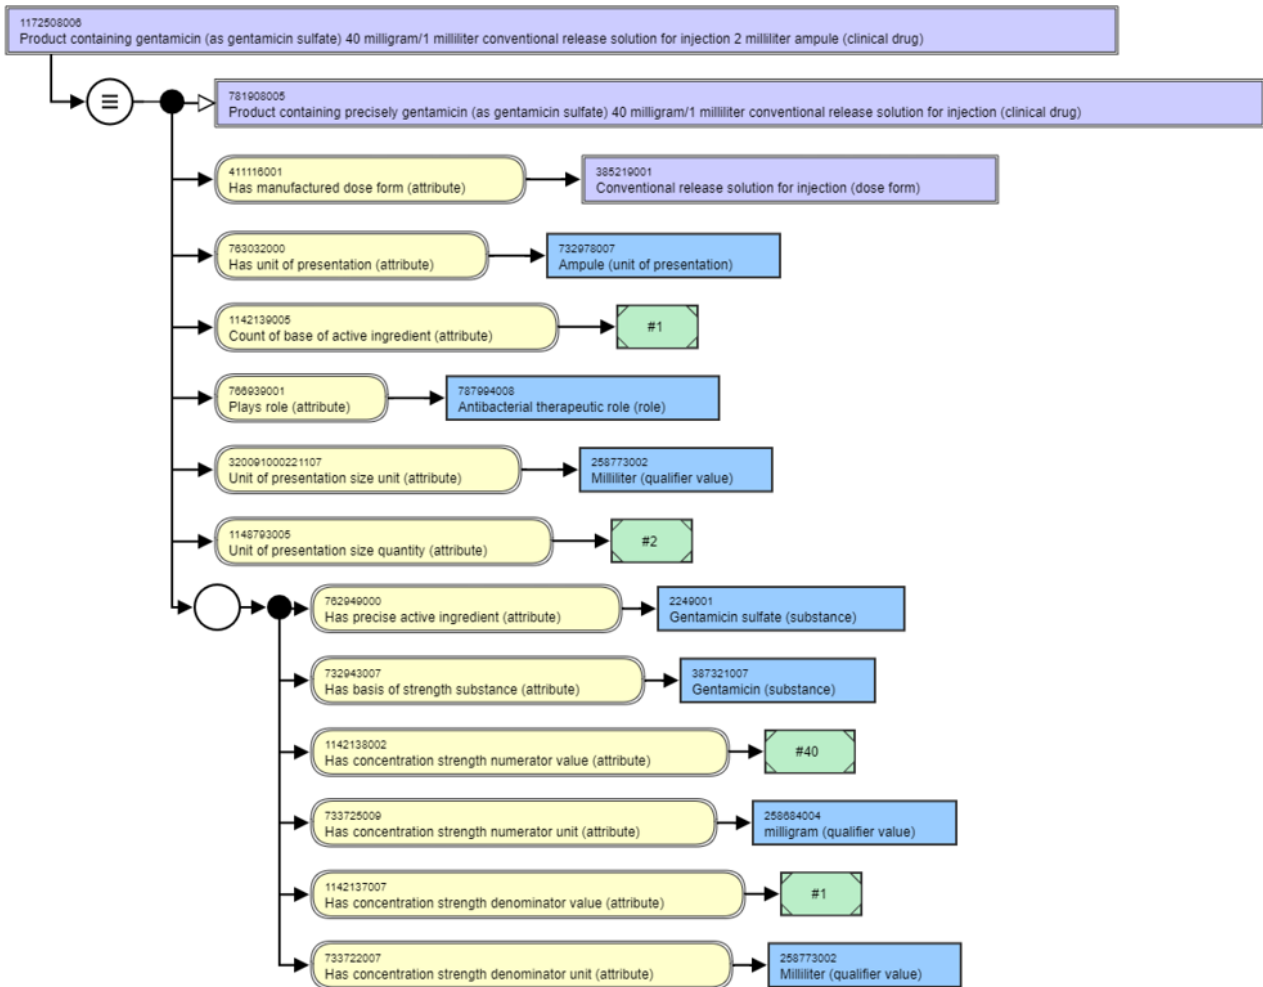 1172508006
Product containing gentamicin (as gentamicin sulfate) 40 milligram/1 milliliter conventional release solution for injection 2 milliliter ampule (clinical drug)
781908005
Product containing precisely gentamicin (as gentamicin sulfate) 40 milligram/1 milliliter conventional release solution for injection (clinical drug)
411116001
Has manufactured dose form (attribute)
385219001
Conventional release solution for injection (dose form)
763032000
Has unit of presentation (attribute)
732978007
Ampule (unit of presentation)
1142139005
Count of base of active ingredient (attribute)
#1
766939001
Plays role (attribute)
787994008
Antibacterial therapeutic role (role)
320091000221107
Unit of presentation size unit (attribute)
258773002
Milliliter (qualifier value)
1148793005
Unit of presentation size quantity (attribute)
#2
762949000
Has precise active ingredient (attribute)
2249001
Gentamicin sulfate (substance)
732943007
Has basis of strength substance (attribute)
387321007
Gentamicin (substance)
1142138002
Has concentration strength numerator value (attribute)
#40
733725009
Has concentration strength numerator unit (attribute)
258684004
milligram (qualifier value)
1142137007
Has concentration strength denominator value (attribute)
#1
733722007
Has concentration strength denominator unit (attribute)
258773002
Milliliter (qualifier value)